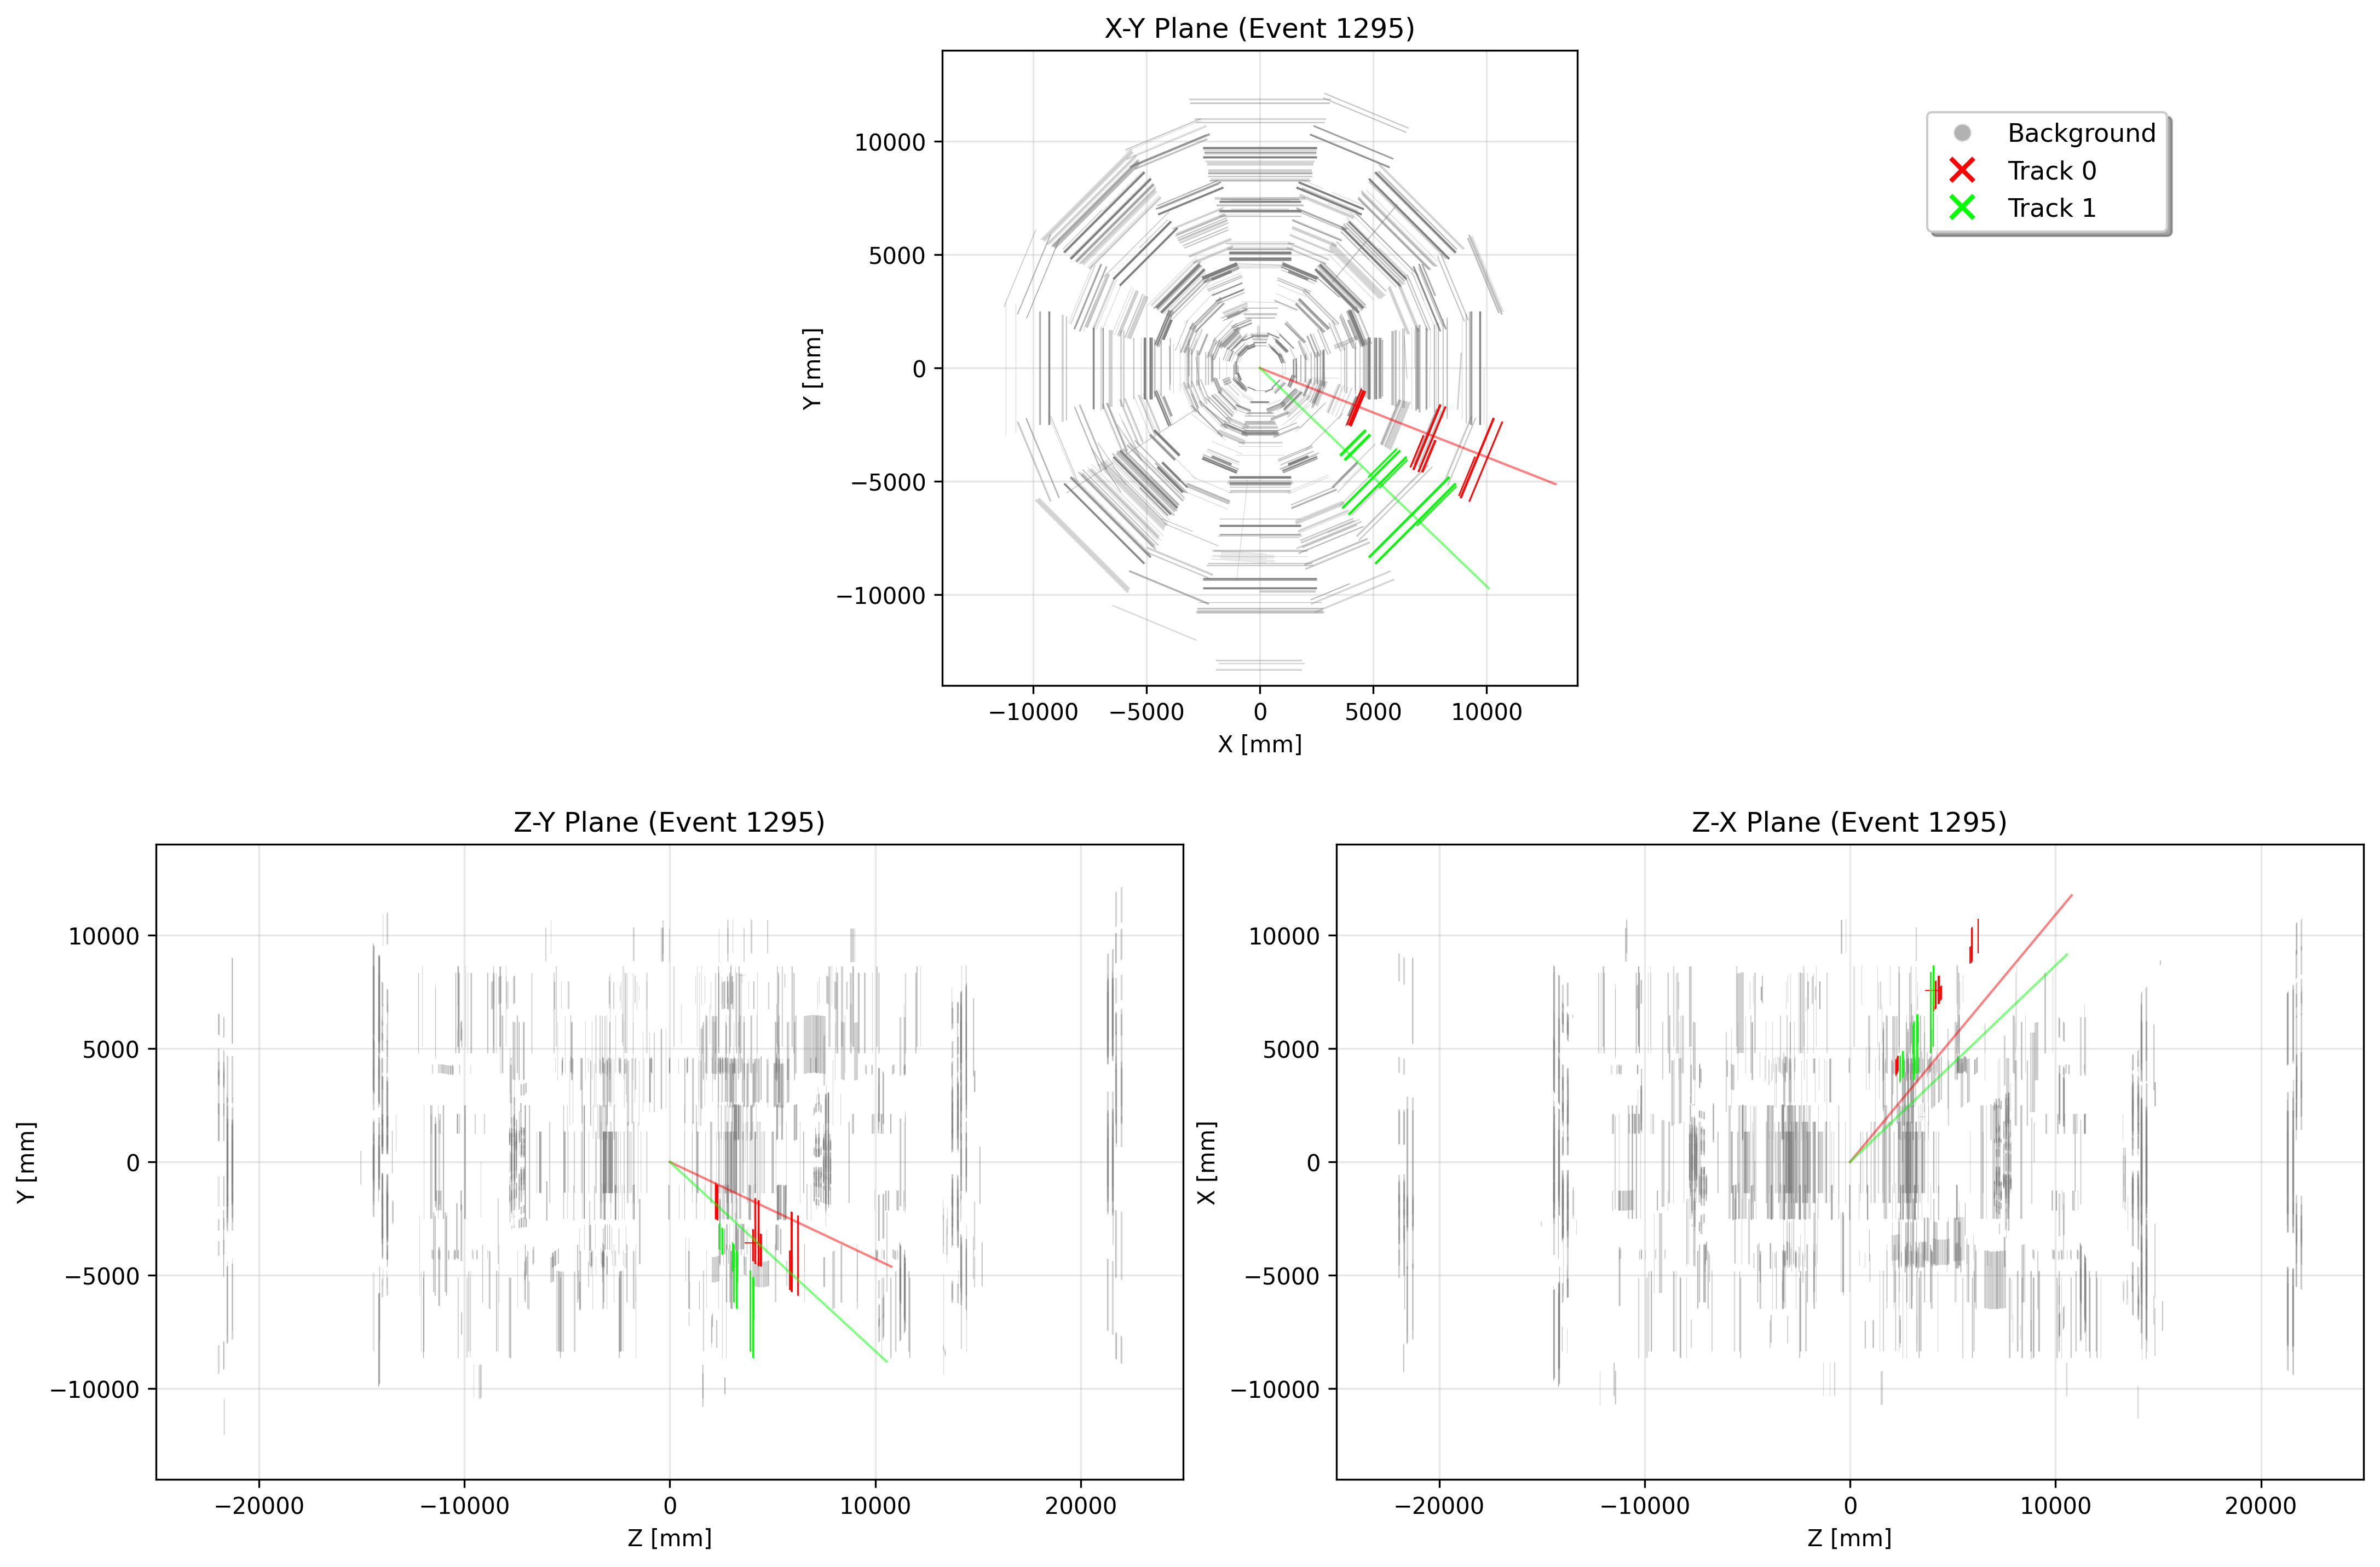 X-Y Plane (Event 1295)
Y [mm]
10000
5000
0
−5000
−10000
−10000 −5000 0 5000 10000
X [mm]
Background
Track 0
Track 1
Z-Y Plane (Event 1295)
Y [mm]
10000
5000
0
−5000
−10000
−20000 −10000 0 10000 20000
Z [mm]
Z-X Plane (Event 1295)
X [mm]
10000
5000
0
−5000
−10000
−20000 −10000 0 10000 20000
Z [mm]